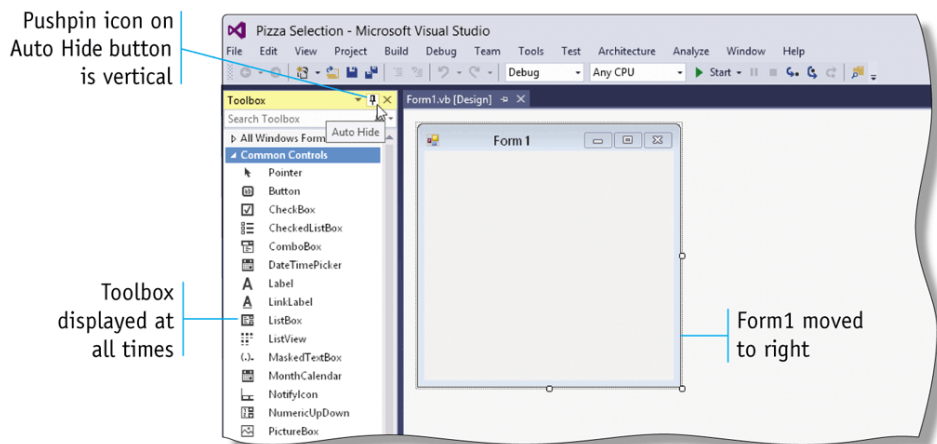 Pushpin icon on
Auto Hide button
is vertical
Pizza Selection - Microsoft Visual Studio
File Edit View Project Build Debug Team Tools Test Architecture Analyze Window Help
Debug Any CPU Start
Toolbox
Form1.vb [Design]
Search Toolbox
Auto Hide
All Windows Form
Common Controls
Form 1
Pointer
Button
CheckBox
CheckedListBox
ComboBox
DateTimePicker
Label
LinkLabel
ListBox
ListView
MaskedTextBox
MonthCalendar
NotifyIcon
NumericUpDown
PictureBox
Toolbox
displayed at
all times
Form1 moved
to right